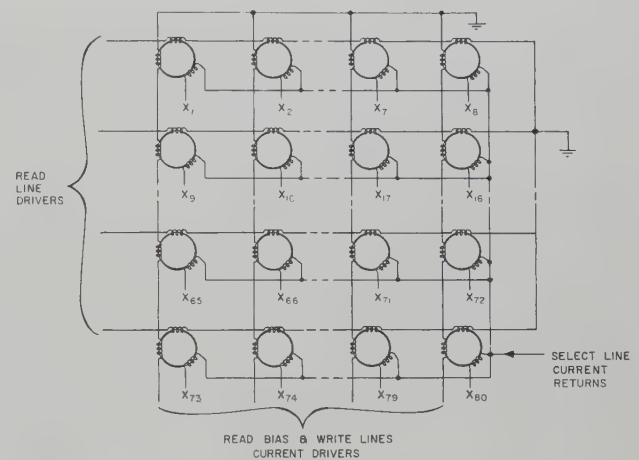 X1 X2 X7 X8
READ
LINE
DRIVERS
X9 X10 X17 X16
X65 X66 X71 X72
X73 X74 X79 X80
SELECT LINE
CURRENT
RETURNS
READ BIAS & WRITE LINES
CURRENT DRIVERS